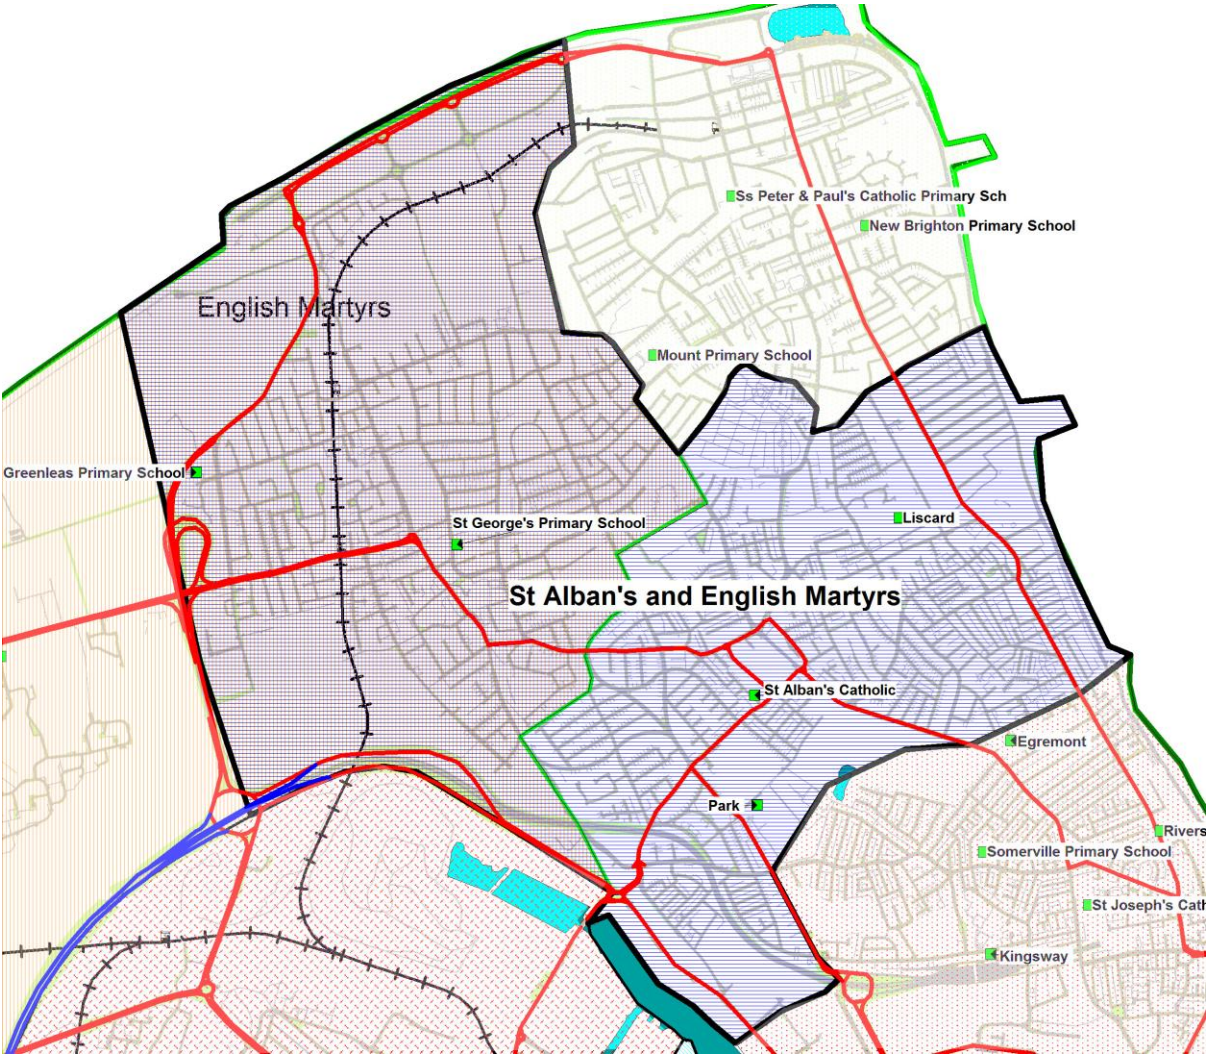 Ss Peter & Paul's Catholic Primary Sch
New Brighton Primary School
English Martyrs
Mount Primary School
Greenleas Primary School
St George's Primary School
Liscard
St Alban's and English Martyrs
St Alban's Catholic
Egremont
Park
Rivers
Somerville Primary School
St Joseph's Cath
Kingsway